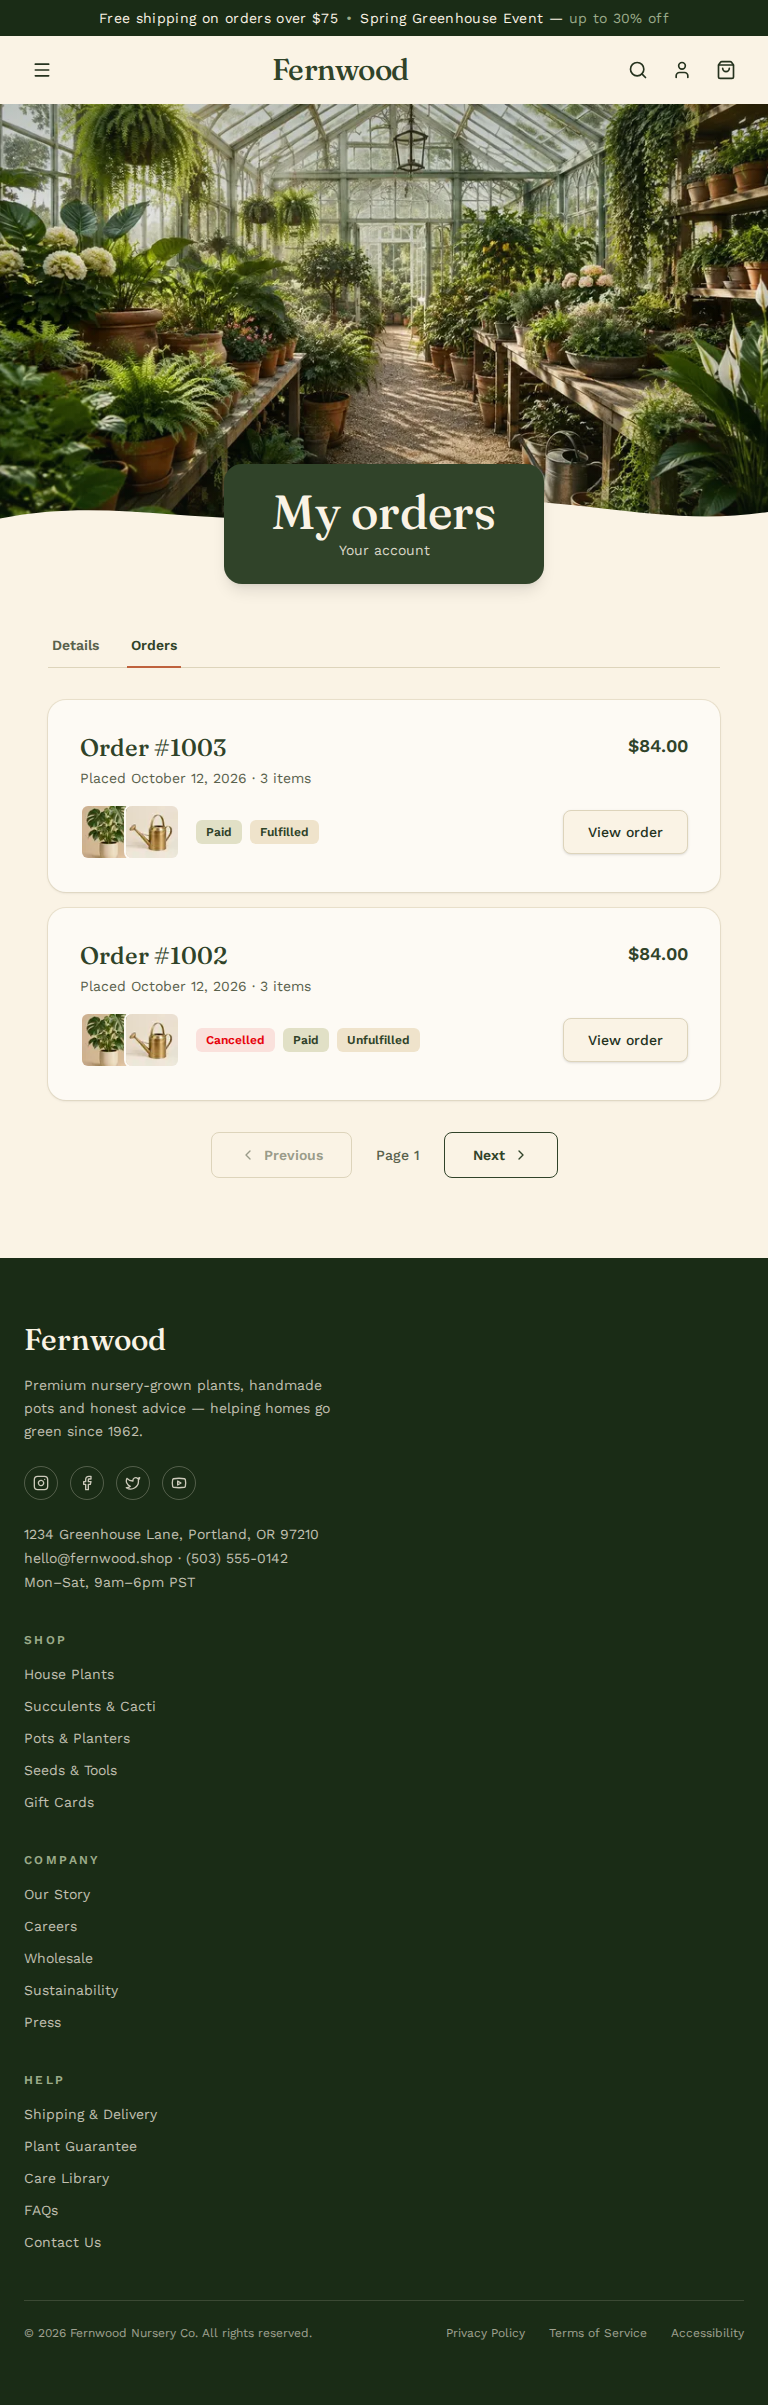 Free shipping on orders over $75 • Spring Greenhouse Event — up to 30% off
Fernwood
My orders
Your account
Details
Orders
Order #1003
$84.00
Placed October 12, 2026 · 3 items
Paid
Fulfilled
View order
Order #1002
$84.00
Placed October 12, 2026 · 3 items
Cancelled
Paid
Unfulfilled
View order
Previous
Page 1
Next
Fernwood
Premium nursery-grown plants, handmade
pots and honest advice — helping homes go
green since 1962.
1234 Greenhouse Lane, Portland, OR 97210
hello@fernwood.shop · (503) 555-0142
Mon–Sat, 9am–6pm PST
SHOP
House Plants
Succulents & Cacti
Pots & Planters
Seeds & Tools
Gift Cards
COMPANY
Our Story
Careers
Wholesale
Sustainability
Press
HELP
Shipping & Delivery
Plant Guarantee
Care Library
FAQs
Contact Us
© 2026 Fernwood Nursery Co. All rights reserved.
Privacy Policy
Terms of Service
Accessibility